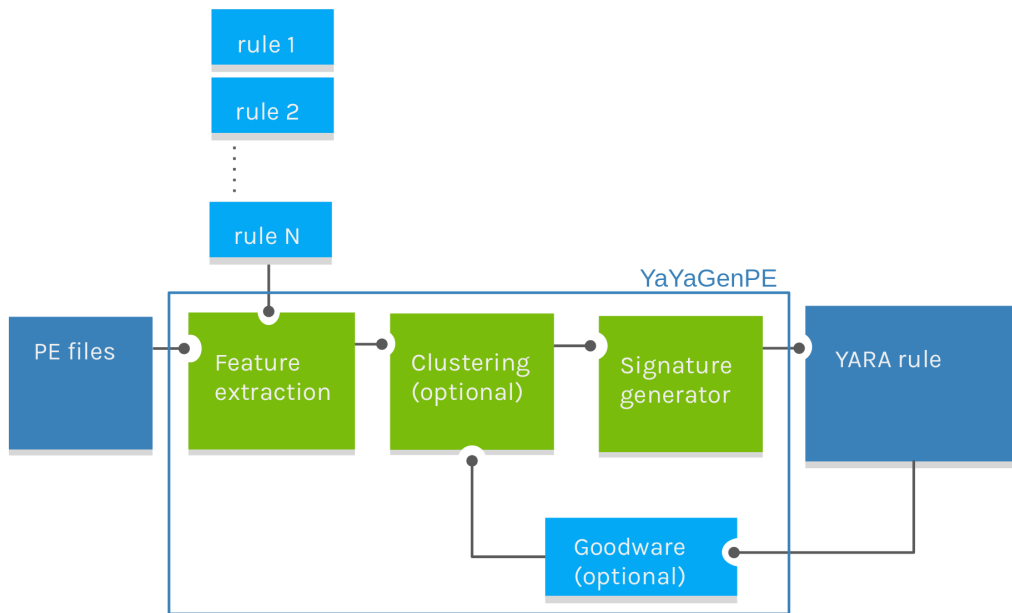 rule 1
rule 2
rule N
YaYaGenPE
PE files
Feature
extraction
Clustering
(optional)
Signature
generator
YARA rule
Goodware
(optional)